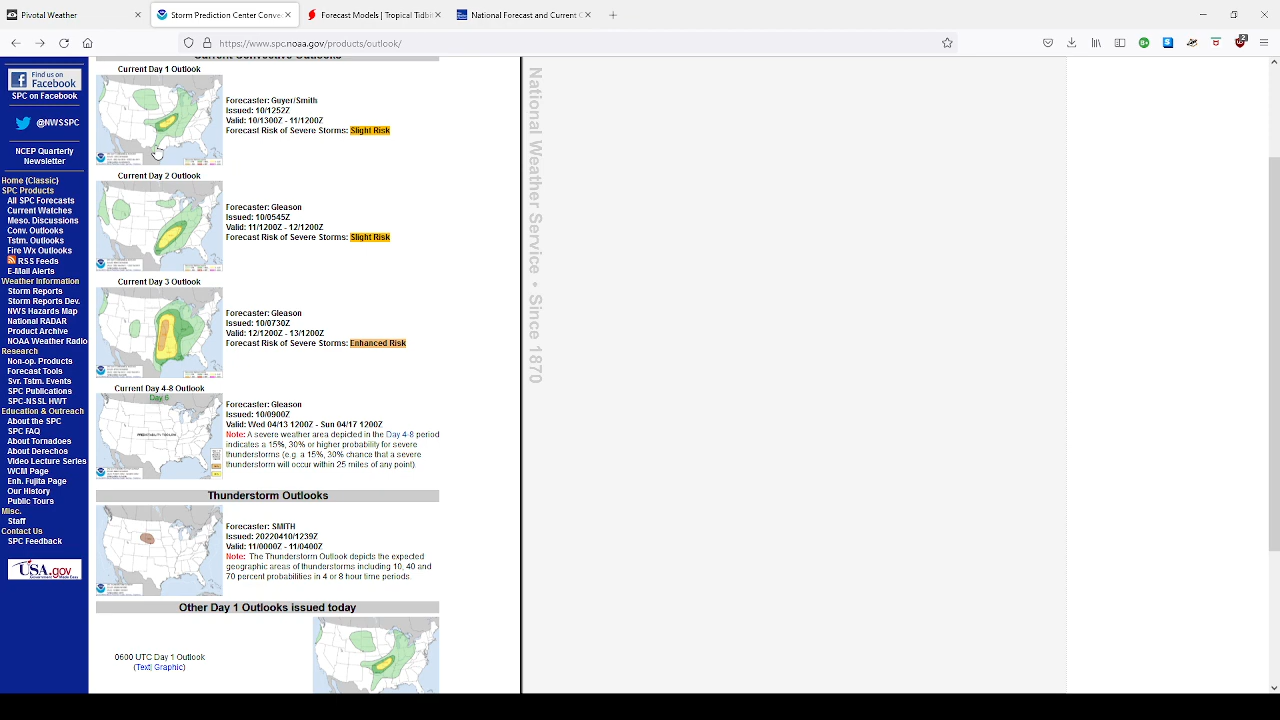 Portal Widget
Storm Prediction Center Conve
Forecast Models | Tropical Tidbi
National Forecast and Current C
https://www.spc.noaa.gov/products/outlook/
Find us on
Facebook
SPC on Facebook
@NWSSPC
NCEP Quarterly
Newsletter
Home (Classic)
SPC Products
All SPC Forecasts
Current Watches
Meso. Discussions
Conv. Outlooks
Tstm. Outlooks
Fire Wx Outlooks
RSS Feeds
E-Mail Alerts
Weather Information
Storm Reports
Storm Reports Dev.
NWS Hazards Map
National RADAR
Product Archive
NOAA Weather Radio
Research
Non-op. Products
Forecast Tools
Svr. Tstm. Events
SPC Publications
SPC-NSSL HWT
Education & Outreach
About the SPC
SPC FAQ
About Tornadoes
About Derechos
Video Lecture Series
WCM Page
Enh. Fujita Page
Our History
Public Tours
Misc.
Staff
Contact Us
SPC Feedback
USA.gov
Current Convective Outlooks
Current Day 1 Outlook
Forecaster: Guyer/Smith
Issued: 10/1252Z
Valid: 10/1300Z - 11/1200Z
Forecast Risk of Severe Storms: Slight Risk
Current Day 2 Outlook
Forecaster: Gleason
Issued: 10/0545Z
Valid: 11/1200Z - 12/1200Z
Forecast Risk of Severe Storms: Slight Risk
Current Day 3 Outlook
Forecaster: Gleason
Issued: 10/0730Z
Valid: 12/1200Z - 13/1200Z
Forecast Risk of Severe Storms: Enhanced Risk
Current Day 4-8 Outlook
Day 6
PREDICTABILITY TOO LOW
Forecaster: Gleason
Issued: 10/0900Z
Valid: Wed 04/13 1200Z - Sun 04/17 1200Z
Note: A severe weather area depicted in the Day 4-8 period
indicates a 15%, 30% or higher probability for severe
thunderstorms (e.g. a 15%, 30% chance that a severe
thunderstorm will occur within 25 miles of any point).
Thunderstorm Outlooks
Forecaster: SMITH
Issued: 20220410/1239Z
Valid: 11/0000Z - 11/0400Z
Note: The Thunderstorm Outlook depicts the expected
geographic areas of thunderstorms including 10, 40 and
70 percent probabilities in 4 or 8 hour time periods
Other Day 1 Outlooks issued today
0600 UTC Day 1 Outlook
(Text| Graphic)
National Weather Service • Since 1870